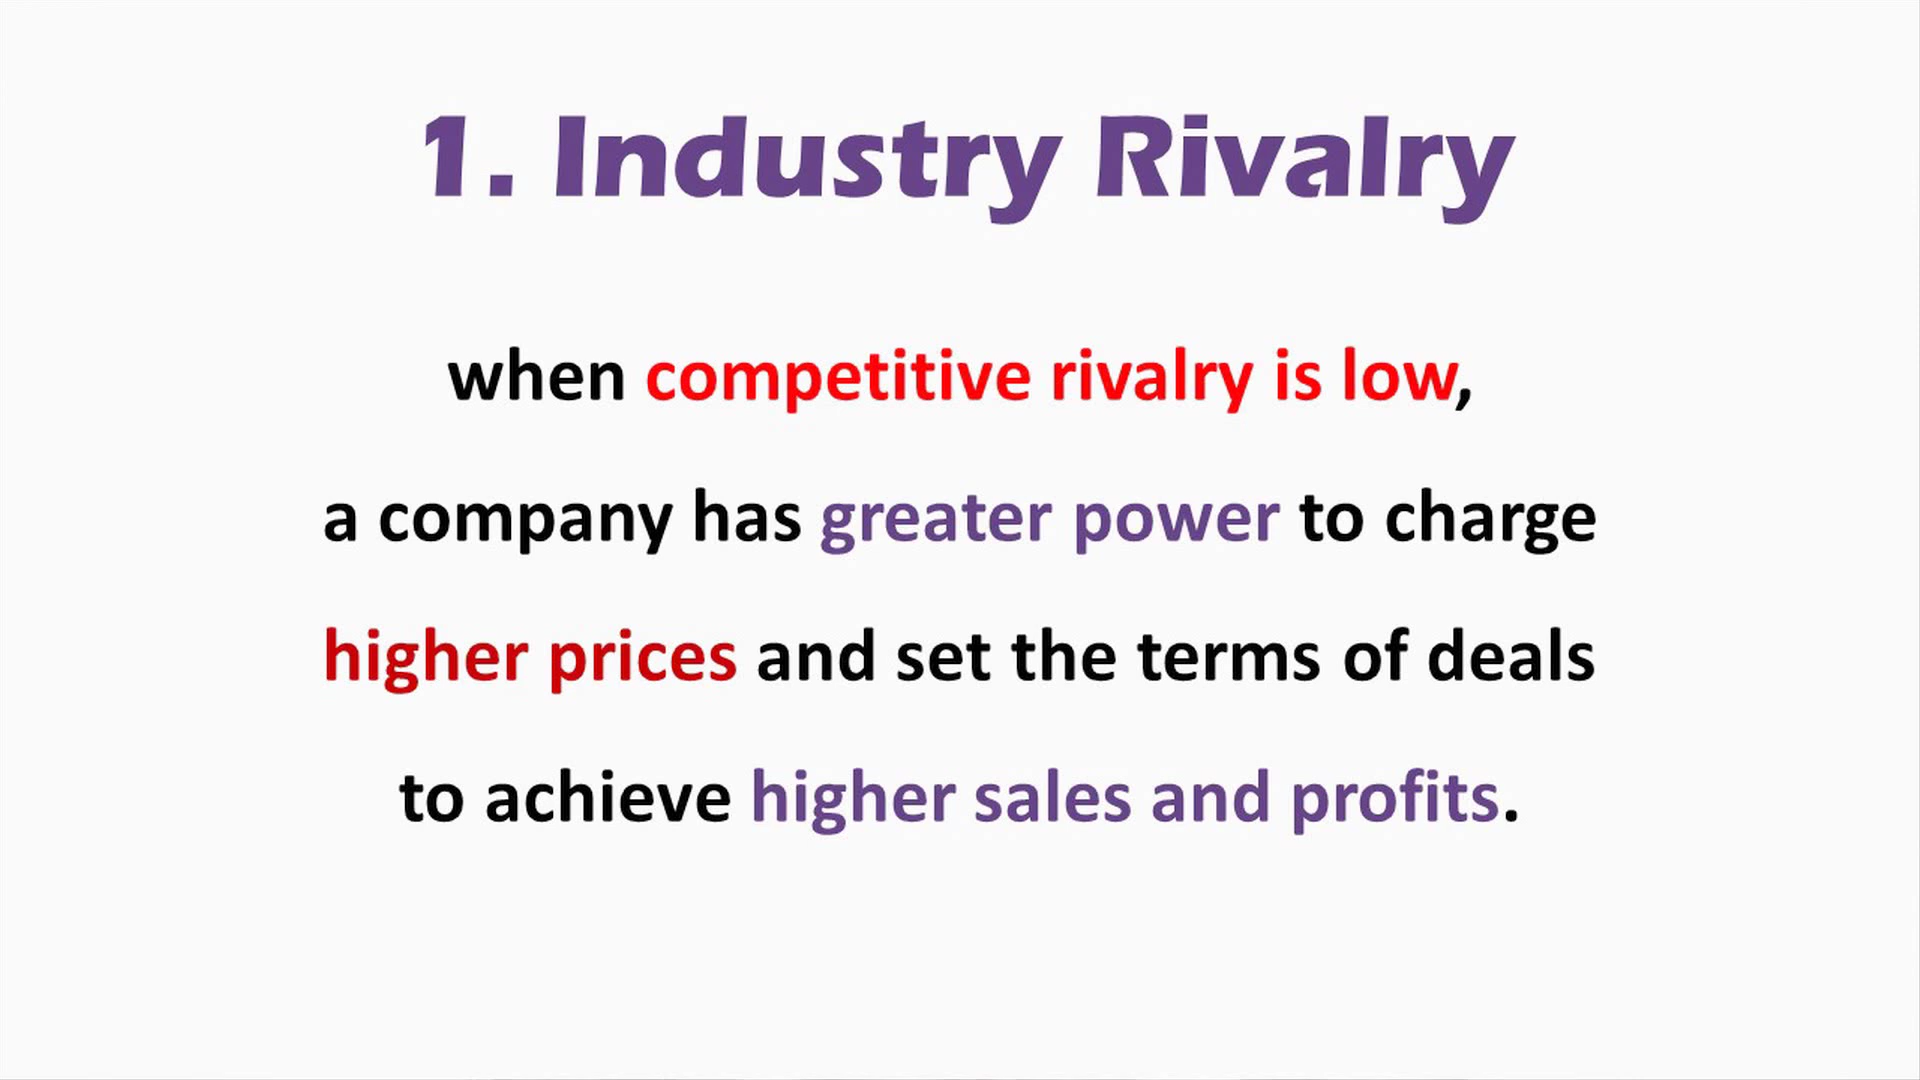 1. Industry Rivalry
when competitive rivalry is low,
a company has greater power to charge
higher prices and set the terms of deals
to achieve higher sales and profits.